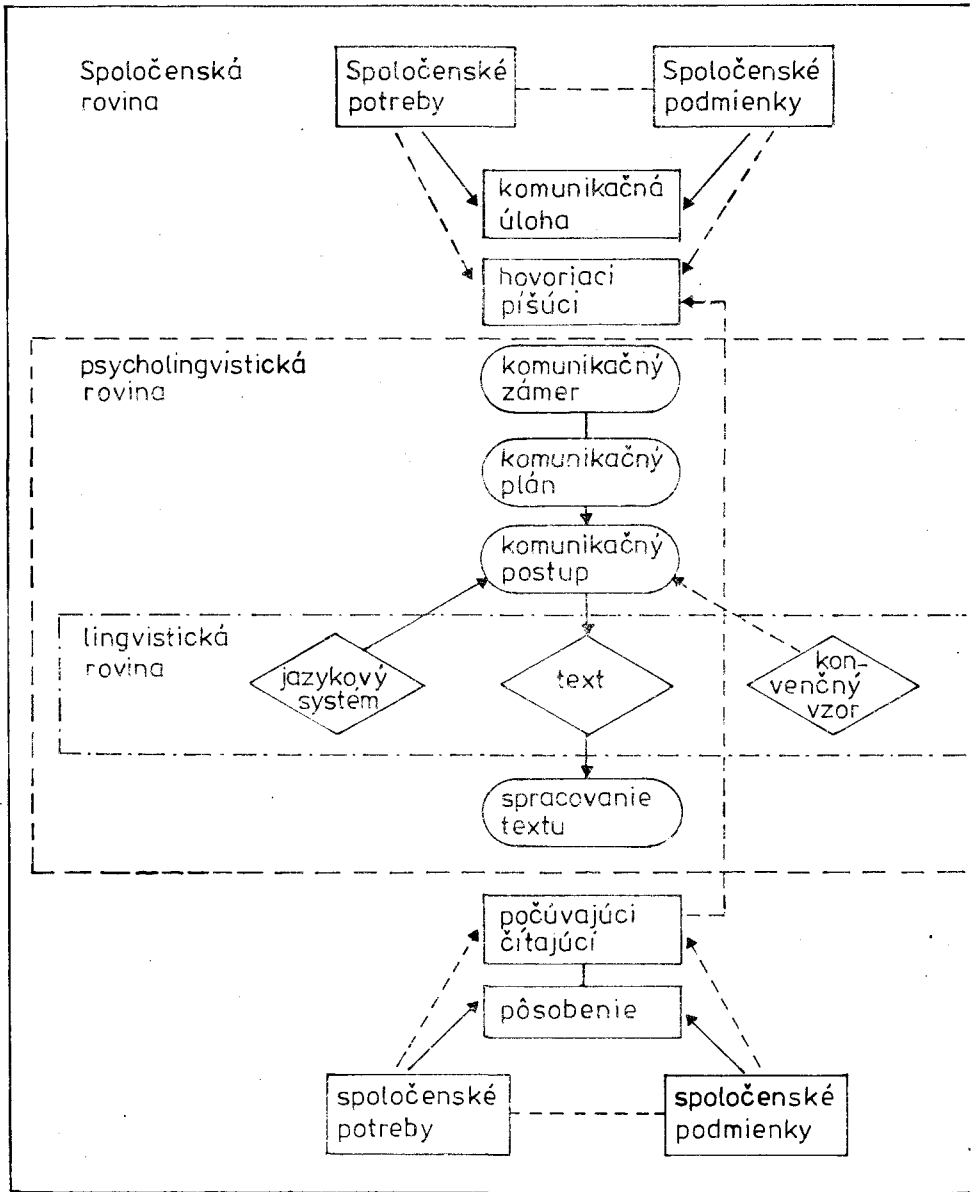 Spoločenská
rovina
Spoločenské
potreby
Spoločenské
podmienky
komunikačná
úloha
hovoriaci
píšúci
psycholingvistická
rovina
komunikačný
zámer
komunikačný
plán
komunikačný
postup
lingvistická
rovina
jazykový
systém
text
kon-
venčný
vzor
spracovanie
textu
počúvajúci
čítajúcí
pôsobenie
spoločenské
potreby
spoločenské
podmienky